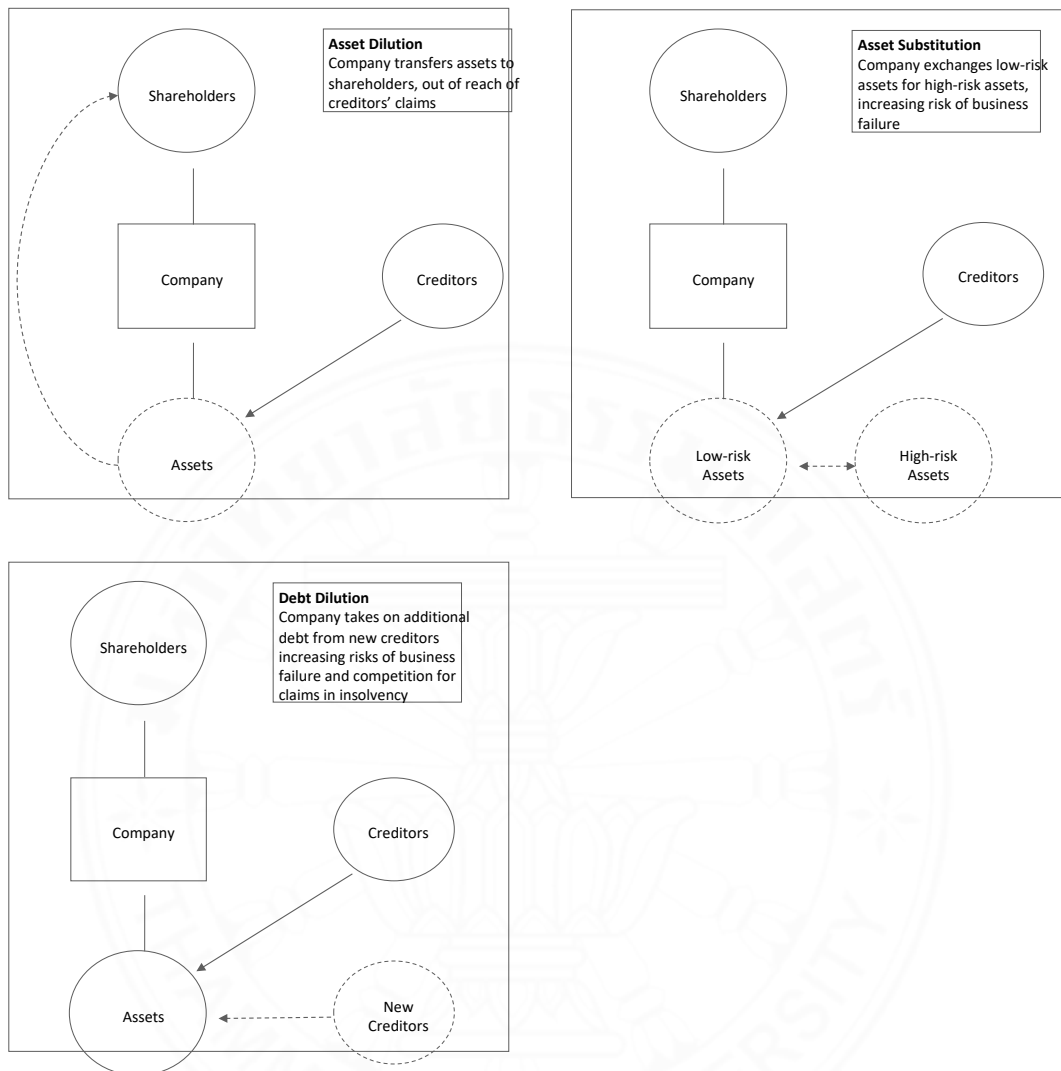 Asset Dilution
Company transfers assets to
shareholders, out of reach of
creditors’ claims
Shareholders
Company
Creditors
Assets
Asset Substitution
Company exchanges low-risk
assets for high-risk assets,
increasing risk of business
failure
Shareholders
Company
Creditors
Low-risk
Assets
High-risk
Assets
Debt Dilution
Company takes on additional
debt from new creditors
increasing risks of business
failure and competition for
claims in insolvency
Shareholders
Company
Creditors
Assets
New
Creditors